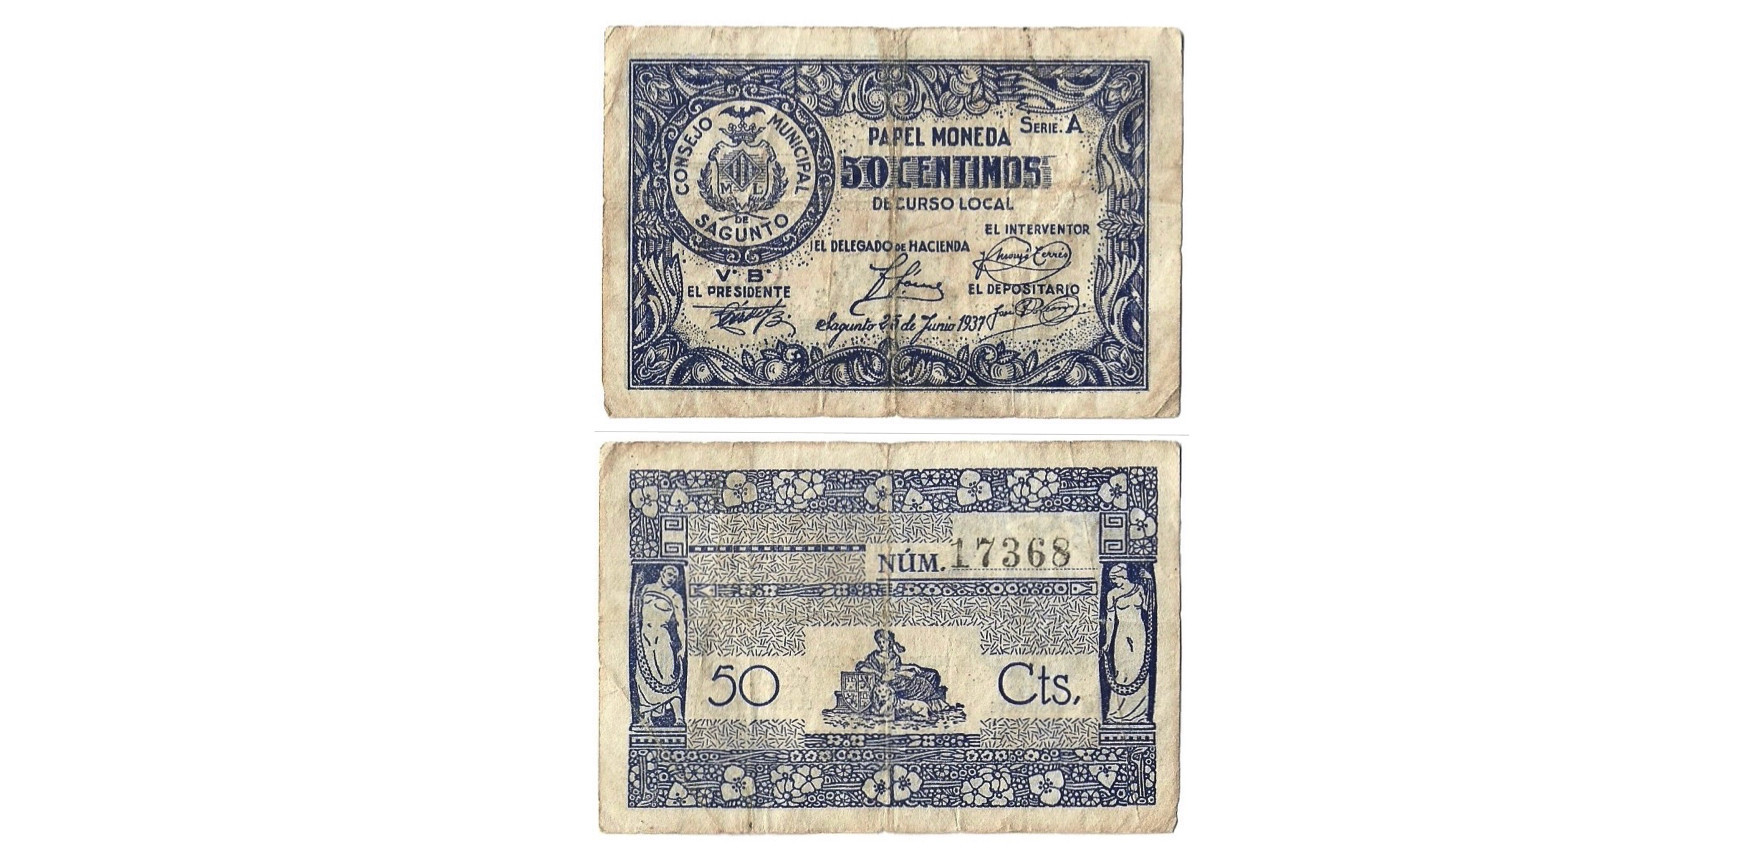 CONSEJO MUNICIPAL
DE
SAGUNTO
M L
PAPEL MONEDA SERIE. A
50 CENTIMOS
DE CURSO LOCAL
EL INTERVENTOR
EL DELEGADO DE HACIENDA
V. B.
EL PRESIDENTE
EL DEPOSITARIO
Sagunto 25 de Junio 1937
NÚM. 17368
50 Cts.